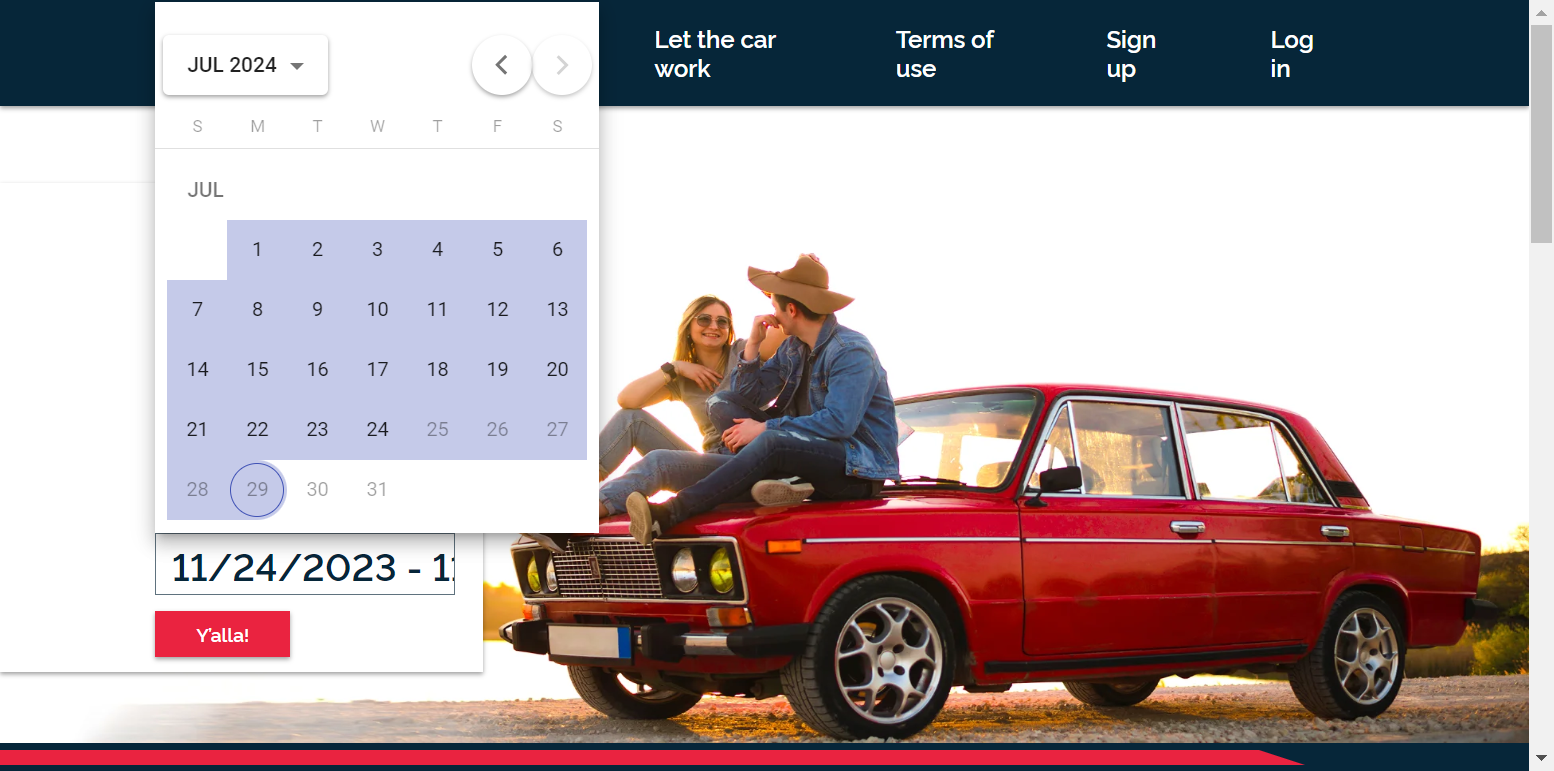 Let the car
work
Terms of
use
Sign
up
Log
in
JUL 2024
S M T W T F S
JUL
1 2 3 4 5 6
7 8 9 10 11 12 13
14 15 16 17 18 19 20
21 22 23 24 25 26 27
28 29 30 31
11/24/2023 - 1
Y'alla!